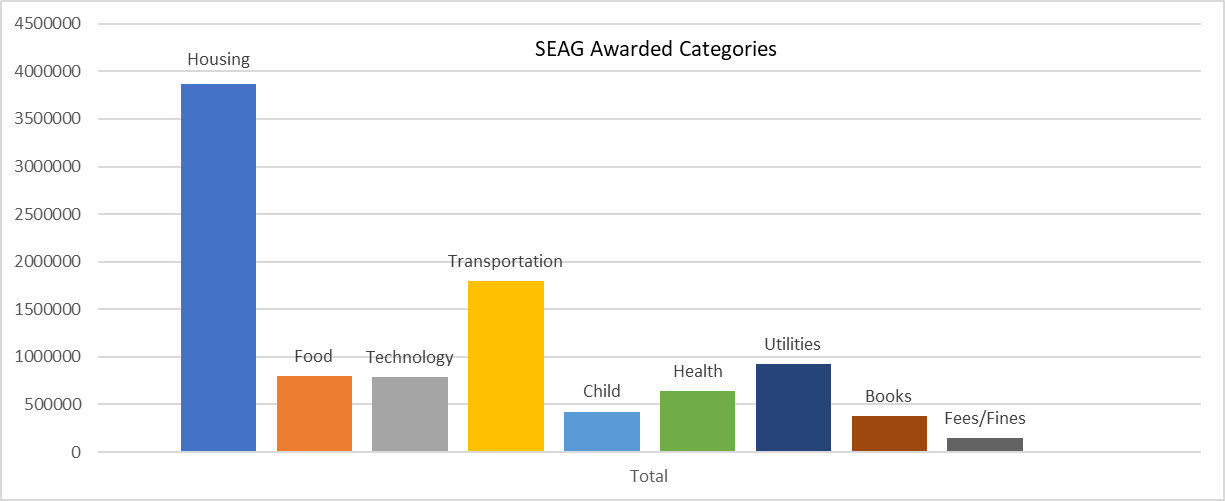 SEAG Awarded Categories
4500000
4000000
3500000
3000000
2500000
2000000
1500000
1000000
500000
0
Housing
Food
Technology
Transportation
Child
Health
Utilities
Books
Fees/Fines
Total